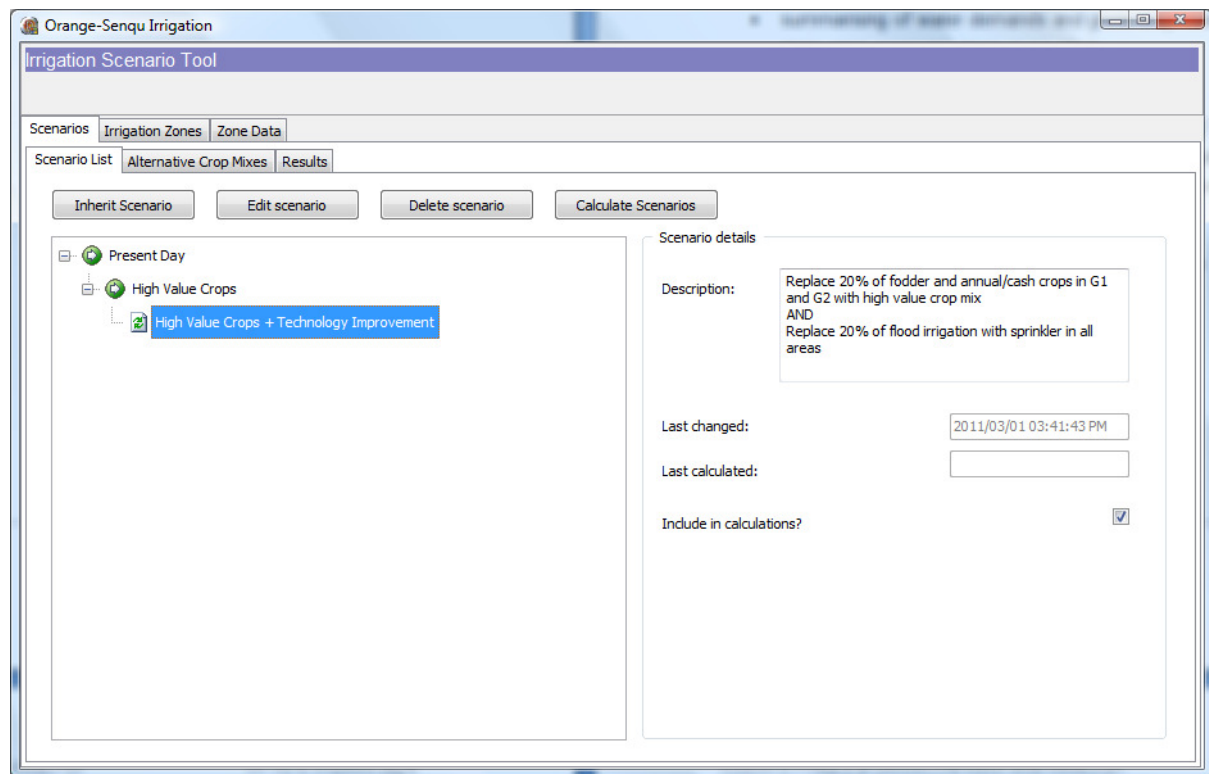 Orange-Senqu Irrigation
Irrigation Scenario Tool
Scenarios Irrigation Zones Zone Data
Scenario List Alternative Crop Mixes Results
Inherit Scenario Edit scenario Delete scenario Calculate Scenarios
Present Day
High Value Crops
High Value Crops + Technology Improvement
Scenario details
Description:
Replace 20% of fodder and annual/cash crops in G1
and G2 with high value crop mix
AND
Replace 20% of flood irrigation with sprinkler in all
areas
Last changed: 2011/03/01 03:41:43 PM
Last calculated:
Include in calculations?